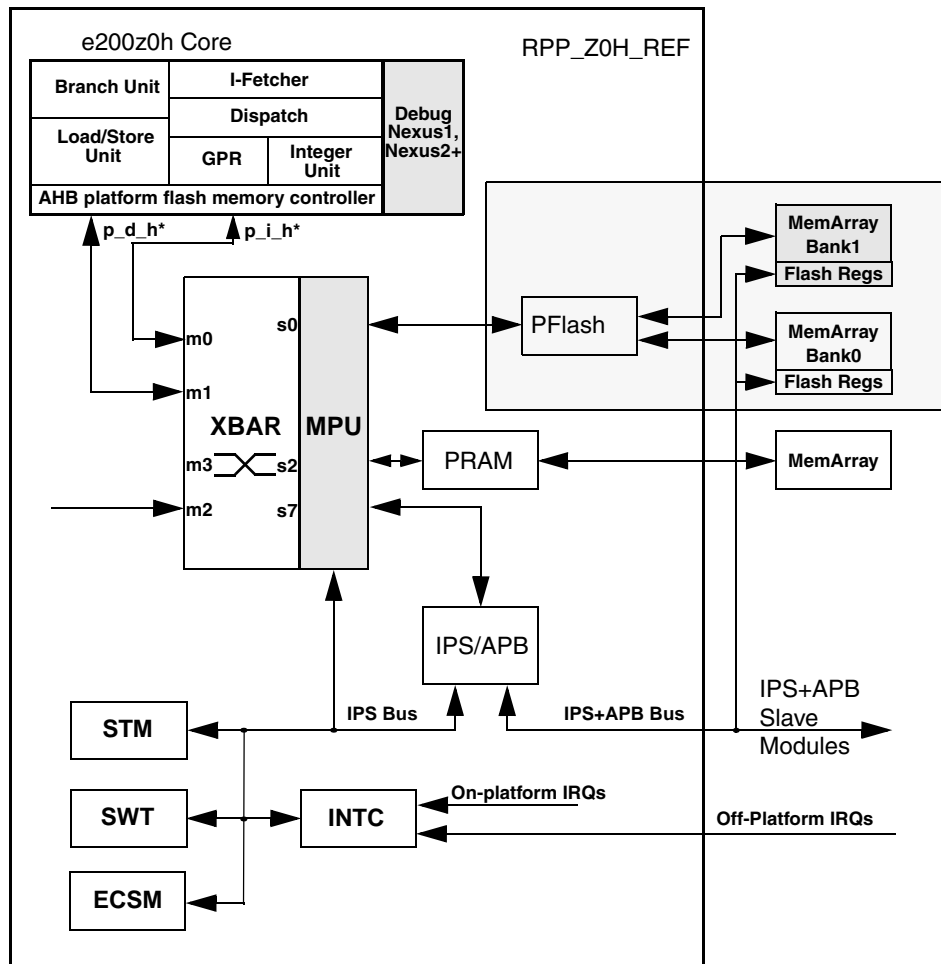 e200z0h Core
RPP_Z0H_REF
Branch Unit
I-Fetcher
Dispatch
Load/Store
Unit
GPR
Integer
Unit
Debug
Nexus1,
Nexus2+
AHB platform flash memory controller
p_d_h*
p_i_h*
MemArray
Bank1
Flash Regs
PFlash
MemArray
Bank0
Flash Regs
s0
m0
m1
XBAR
MPU
m3
s2
m2
s7
PRAM
MemArray
IPS/APB
IPS Bus
IPS+APB Bus
IPS+APB
Slave
Modules
STM
SWT
ECSM
INTC
On-platform IRQs
Off-Platform IRQs